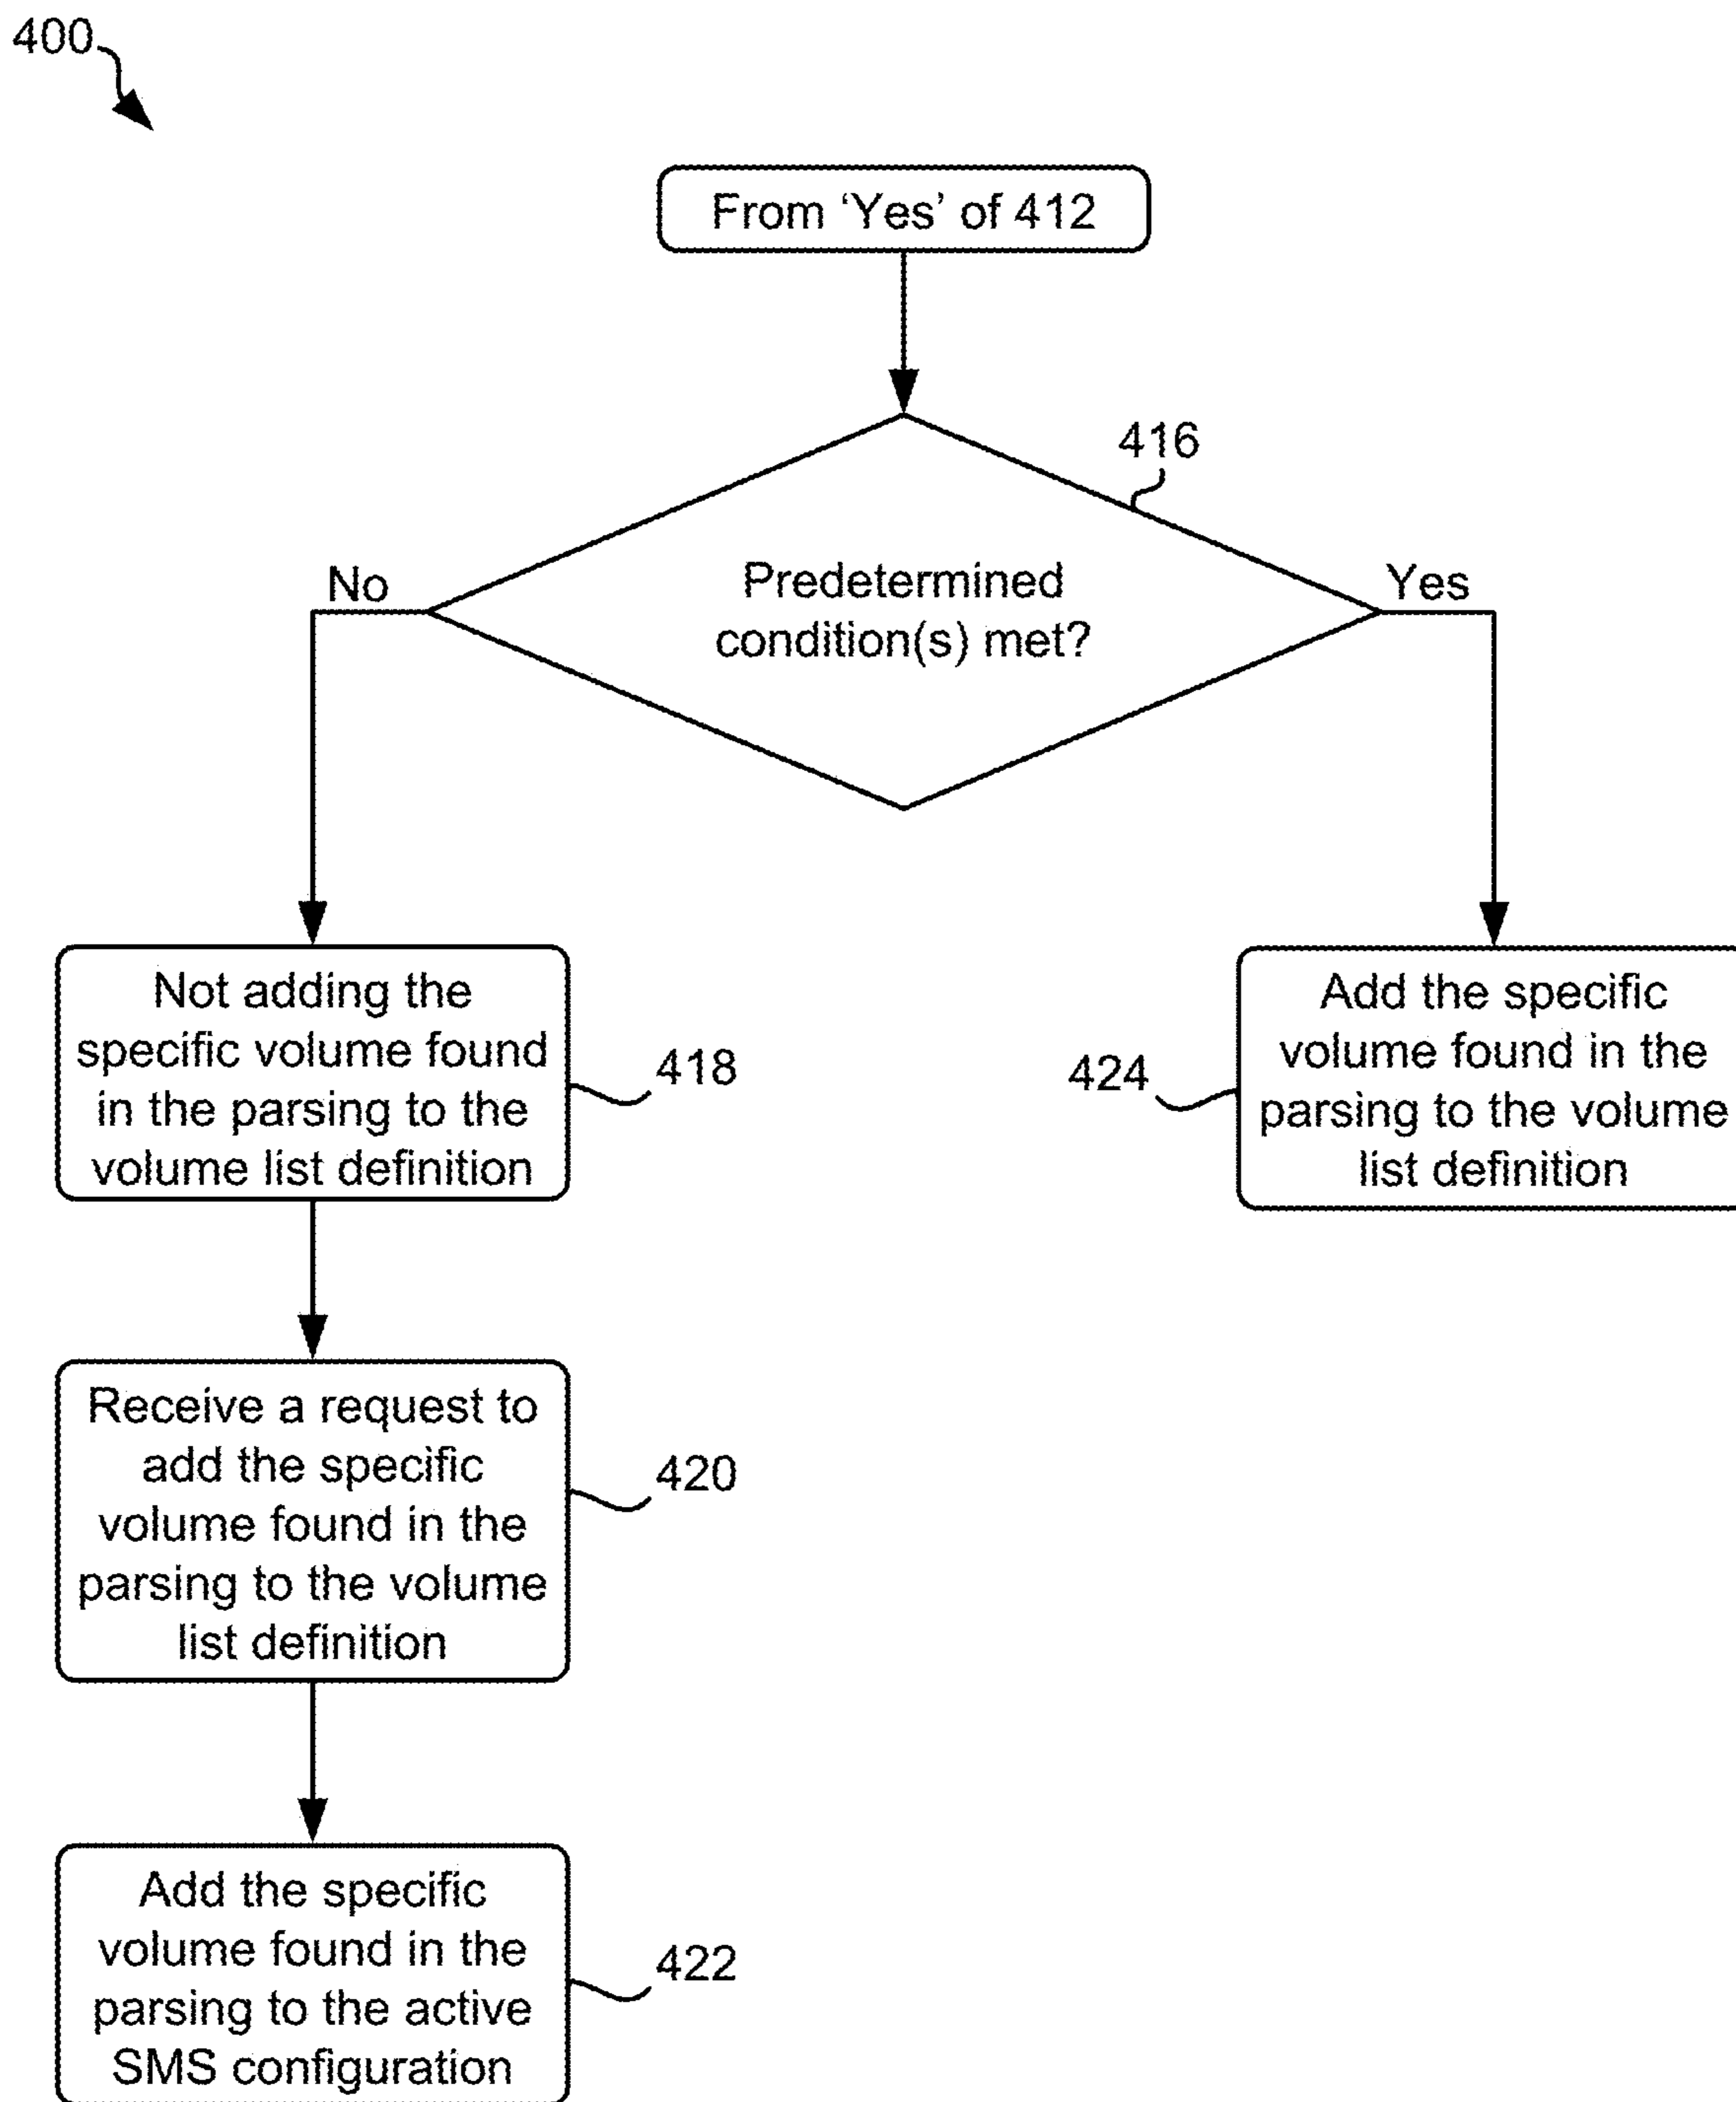 400
From ‘Yes’ of 412
416
Predetermined
condition(s) met?
No
Yes
Not adding the
specific volume found
in the parsing to the
volume list definition
418
424
Add the specific
volume found in the
parsing to the volume
list definition
Receive a request to
add the specific
volume found in the
parsing to the volume
list definition
420
Add the specific
volume found in the
parsing to the active
SMS configuration
422